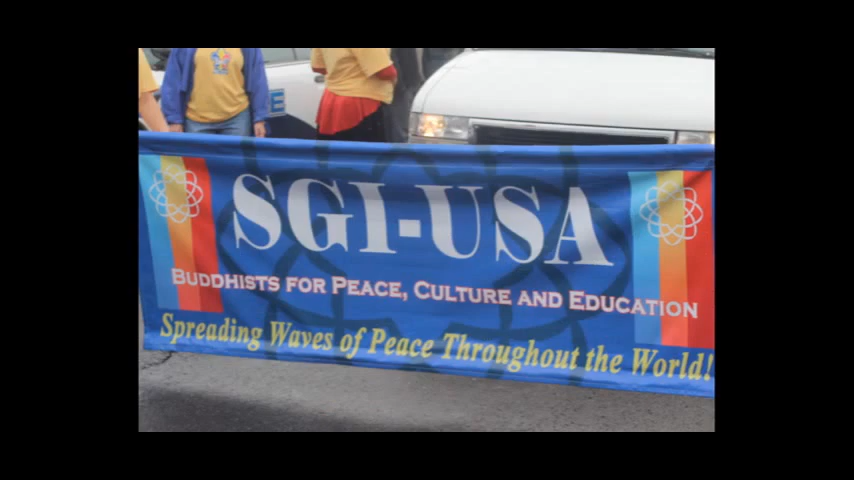 SGI-USA
BUDDHISTS FOR PEACE, CULTURE AND EDUCATION
Spreading Waves of Peace Throughout the World!